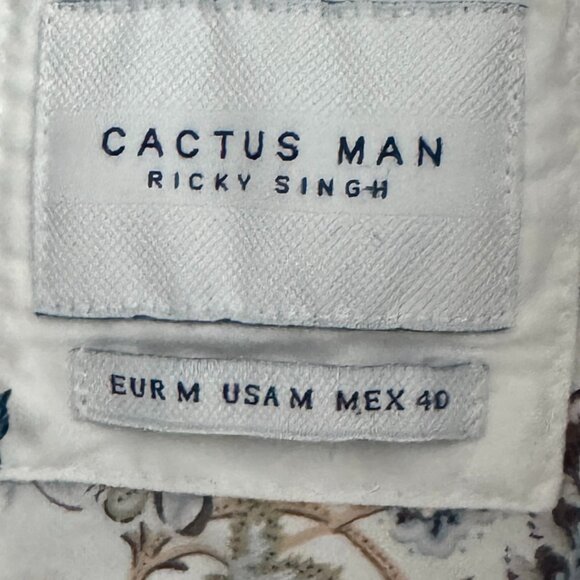 CACTUS MAN
RICKY SINGH
EUR M USA M MEX 40